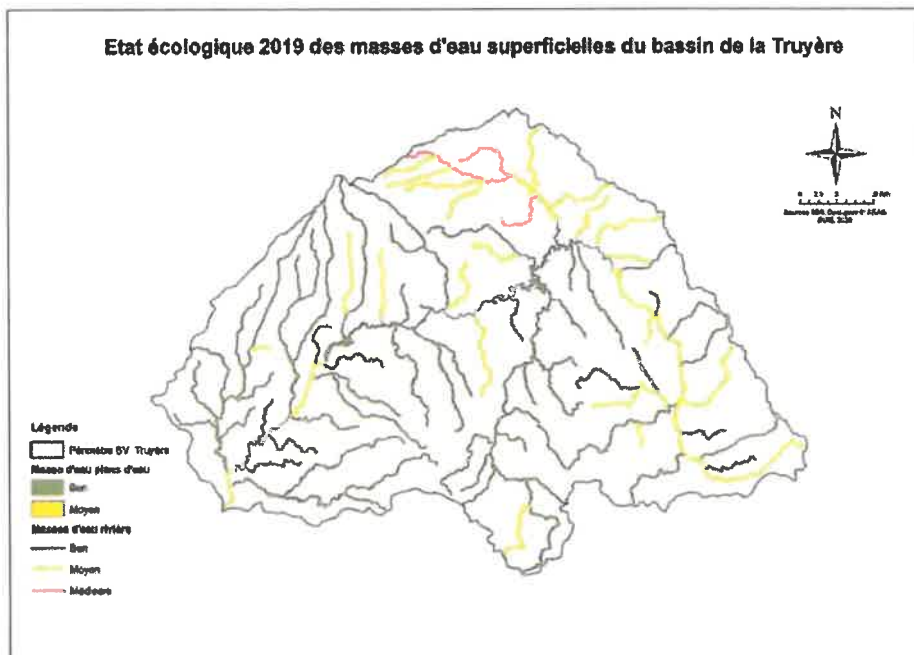 Etat écologique 2019 des masses d'eau superficielles du bassin de la Truyère
N
Légende
Périmètre BV Truyère
Masse d'eau plans d'eau
Bon
Moyen
Masses d'eau rivière
Bon
Moyen
Médiocre